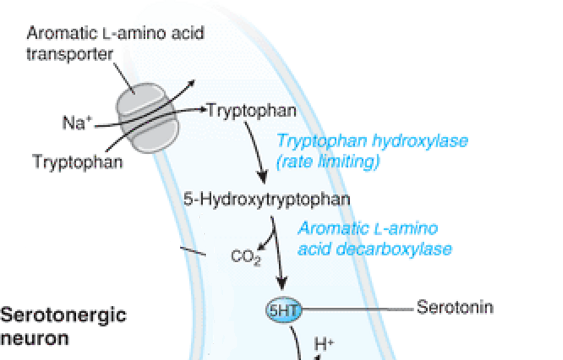 Aromatic L-amino acid
transporter
Na⁺
Tryptophan
Tryptophan
Tryptophan hydroxylase
(rate limiting)
5-Hydroxytryptophan
Aromatic L-amino
acid decarboxylase
CO₂
5HT
Serotonin
Serotonergic
neuron
H⁺